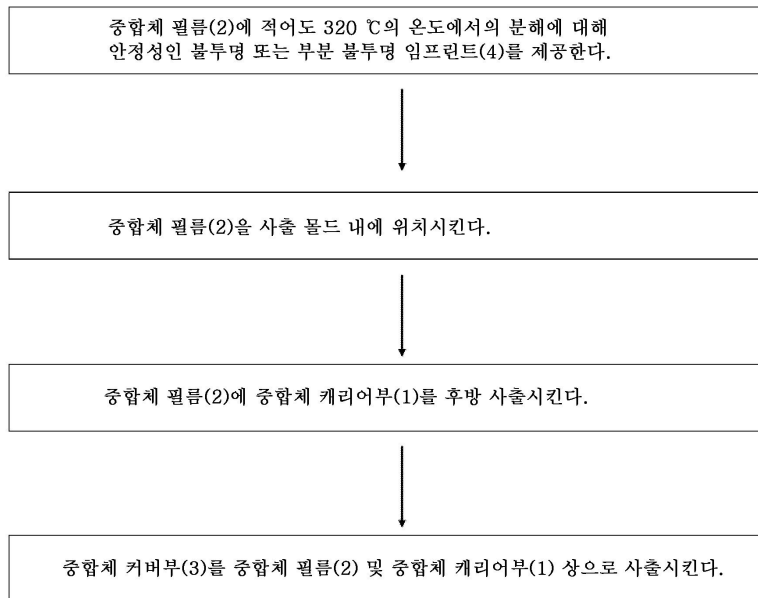 중합체 필름(2)에 적어도 320 ℃의 온도에서의 분해에 대해
안정성인 불투명 또는 부분 불투명 임프린트(4)를 제공한다.
중합체 필름(2)을 사출 몰드 내에 위치시킨다.
중합체 필름(2)에 중합체 캐리어부(1)를 후방 사출시킨다.
중합체 커버부(3)를 중합체 필름(2) 및 중합체 캐리어부(1) 상으로 사출시킨다.